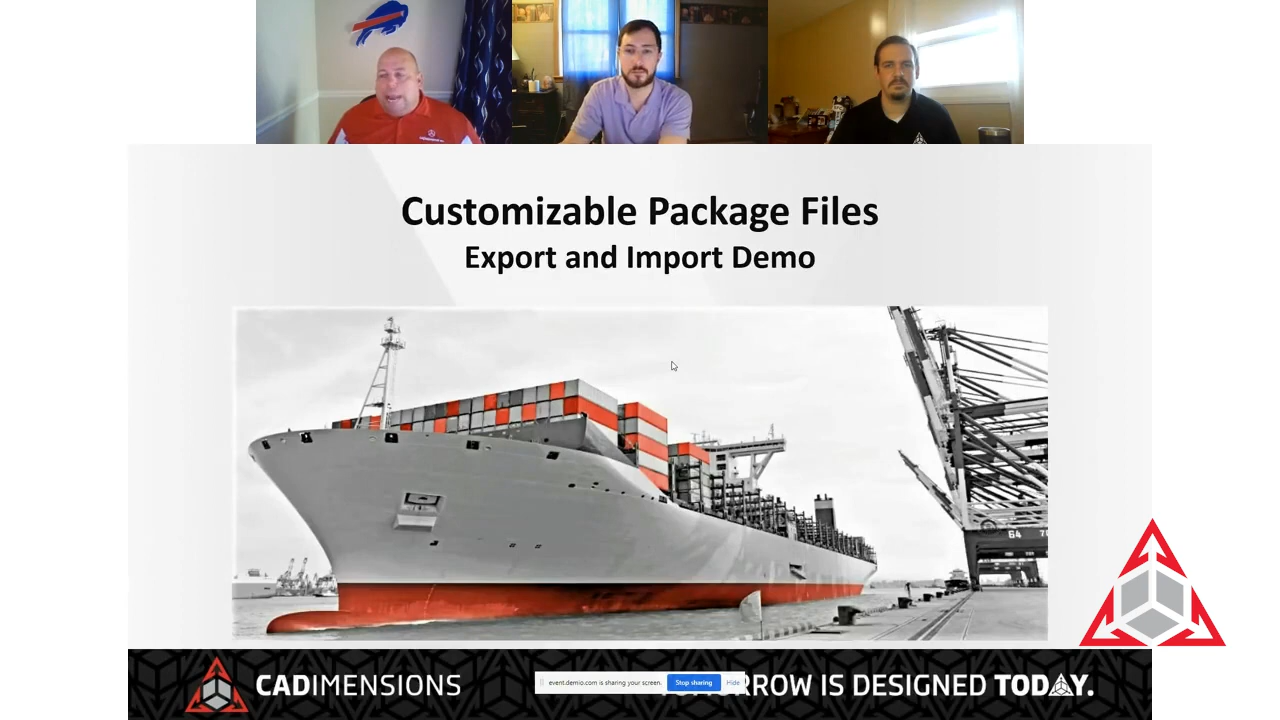 Customizable Package Files
Export and Import Demo
64
CADIMENSIONS
event.demio.com is sharing your screen.
Stop sharing
Hide
IS DESIGNED TODAY.